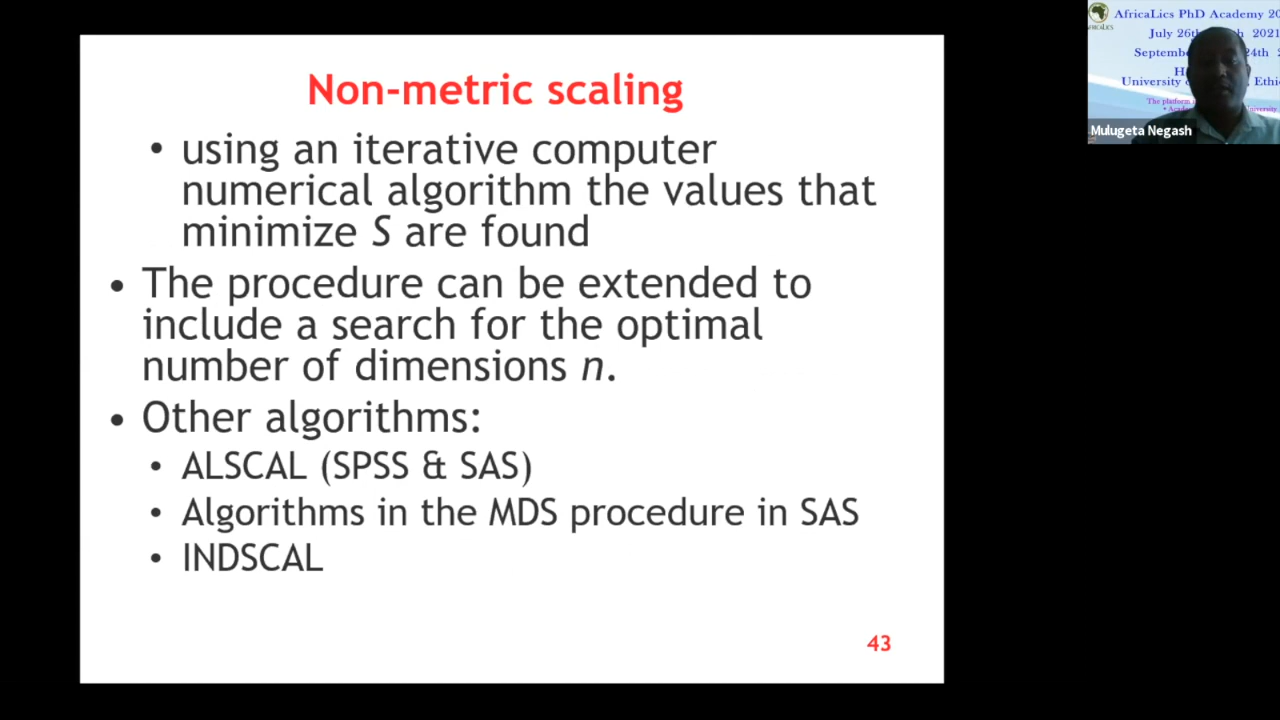 Non-metric scaling
• using an iterative computer
numerical algorithm the values that
minimize S are found
• The procedure can be extended to
include a search for the optimal
number of dimensions n.
• Other algorithms:
• ALSCAL (SPSS & SAS)
• Algorithms in the MDS procedure in SAS
• INDSCAL
43
AfricaLics PhD Academy 20
July 26th 2021
24th
University
The platform
Mulugeta Negash